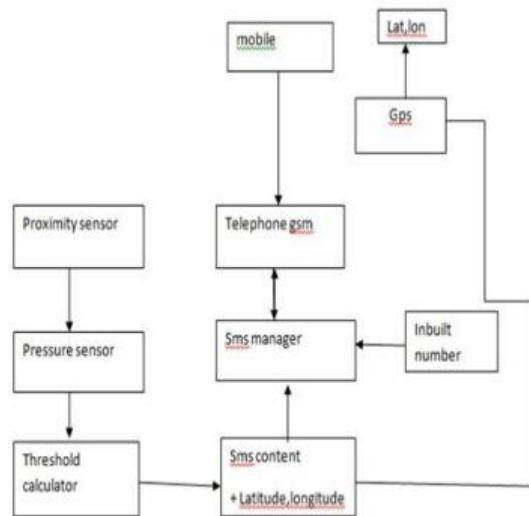 mobile
Lat,lon
Gps
Proximity sensor
Telephone gsm
Pressure sensor
Sms manager
Inbuilt
number
Threshold
calculator
Sms content
+ Latitude,longitude